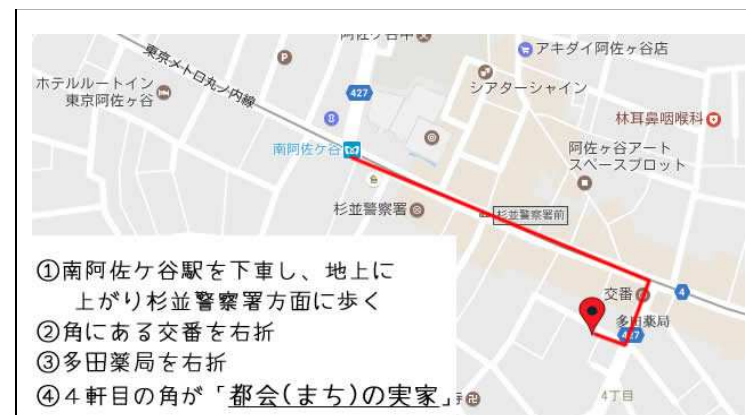 阿佐ヶ谷中
アキダイ阿佐ヶ谷店
東京メトロ丸ノ内線
P
シアターシャイン
ホテルルートイン
東京阿佐ヶ谷
427
林耳鼻咽喉科
南阿佐ケ谷
阿佐ヶ谷アート
スペースプロット
杉並警察署
杉並警察署前
①南阿佐ケ谷駅を下車し、地上に
上がり杉並警察署方面に歩く
交番
4
②角にある交番を右折
多田薬局
427
③多田薬局を右折
④4軒目の角が「都会(まち)の実家」
寺
4丁目